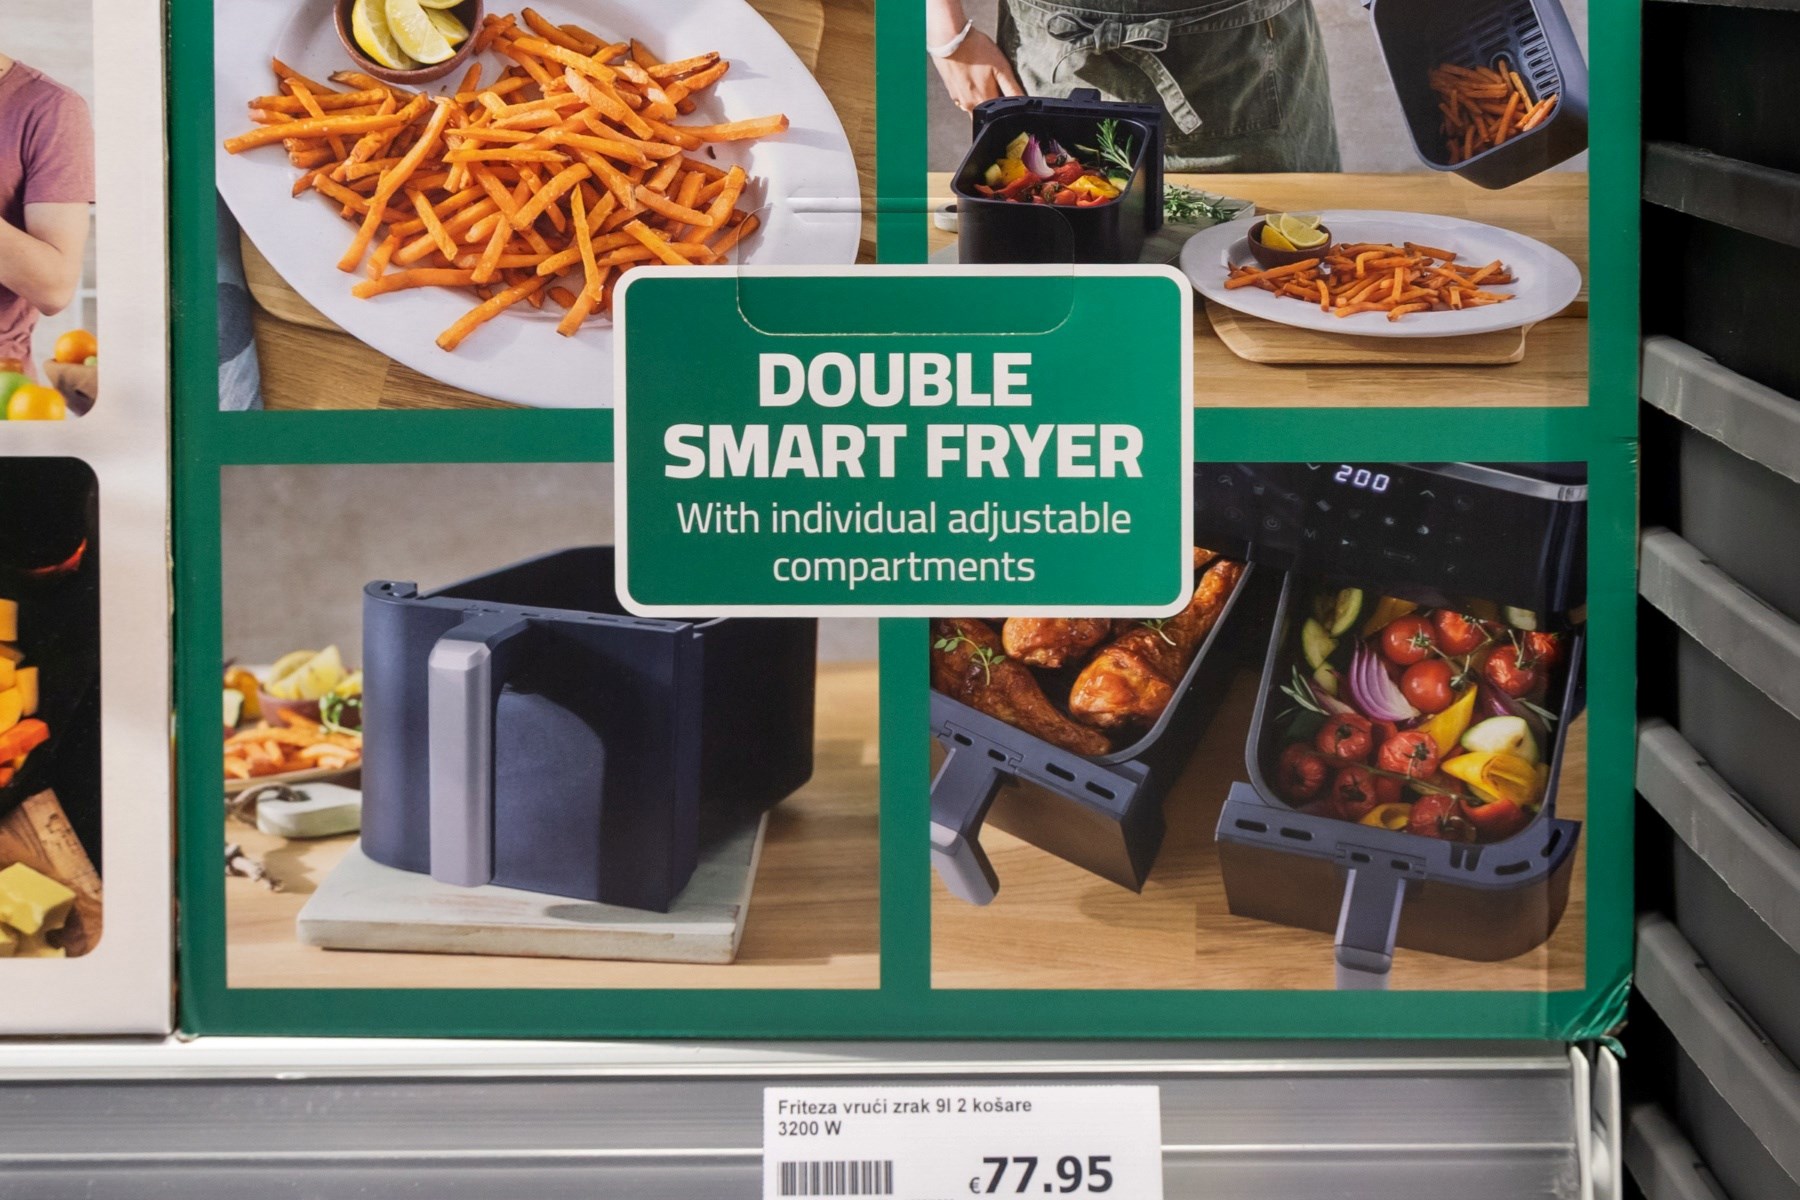 DOUBLE
SMART FRYER
With individual adjustable
compartments
200
Friteza vrući zrak 9l 2 košare
3200 W
€77.95